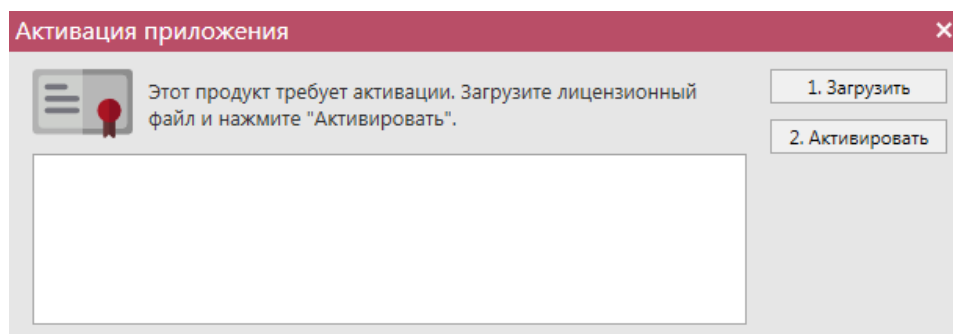 Активация приложения
Этот продукт требует активации. Загрузите лицензионный
файл и нажмите "Активировать".
1. Загрузить
2. Активировать